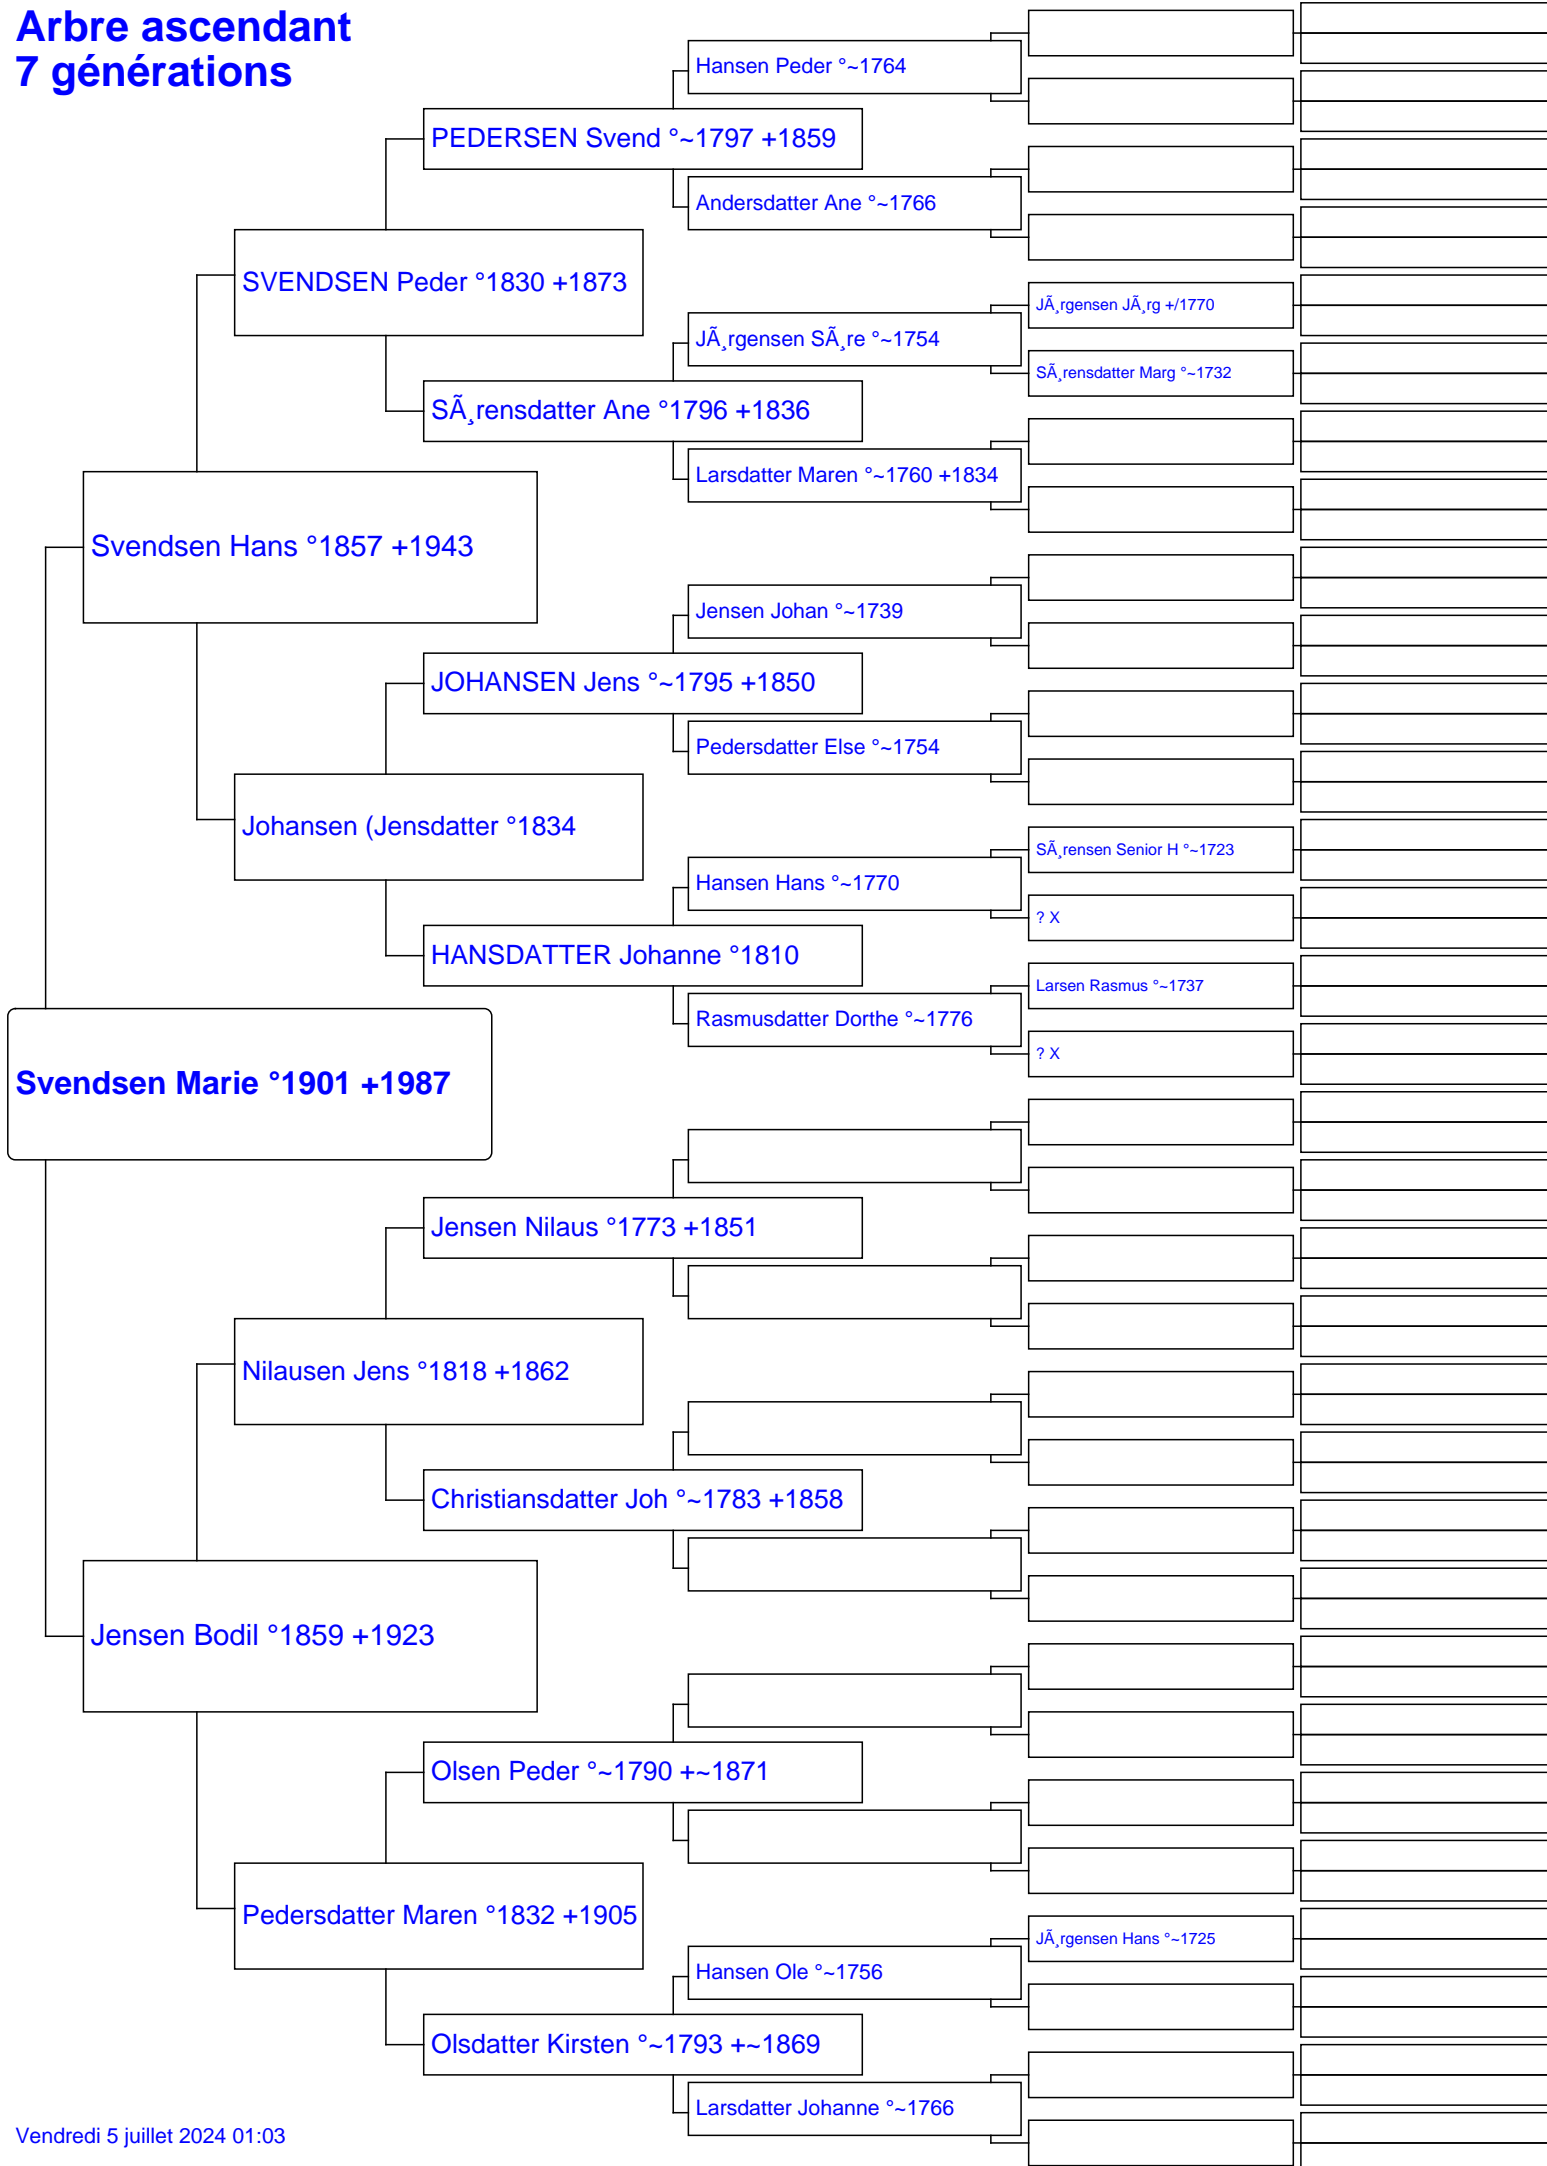 Arbre ascendant
7 générations
Hansen Peder °~1764
PEDERSEN Svend °~1797 +1859
Andersdatter Ane °~1766
SVENDSEN Peder °1830 +1873
JÃ¸rgensen JÃ¸rg +/1770
JÃ¸rgensen SÃ¸re °~1754
SÃ¸rensdatter Marg °~1732
SÃ¸rensdatter Ane °1796 +1836
Larsdatter Maren °~1760 +1834
Svendsen Hans °1857 +1943
Jensen Johan °~1739
JOHANSEN Jens °~1795 +1850
Pedersdatter Else °~1754
Johansen (Jensdatter °1834
SÃ¸rensen Senior H °~1723
Hansen Hans °~1770
? X
HANSDATTER Johanne °1810
Larsen Rasmus °~1737
Rasmusdatter Dorthe °~1776
? X
Svendsen Marie °1901 +1987
Jensen Nilaus °1773 +1851
Nilausen Jens °1818 +1862
Christiansdatter Joh °~1783 +1858
Jensen Bodil °1859 +1923
Olsen Peder °~1790 +~1871
Pedersdatter Maren °1832 +1905
JÃ¸rgensen Hans °~1725
Hansen Ole °~1756
Olsdatter Kirsten °~1793 +~1869
Larsdatter Johanne °~1766
Vendredi 5 juillet 2024 01:03